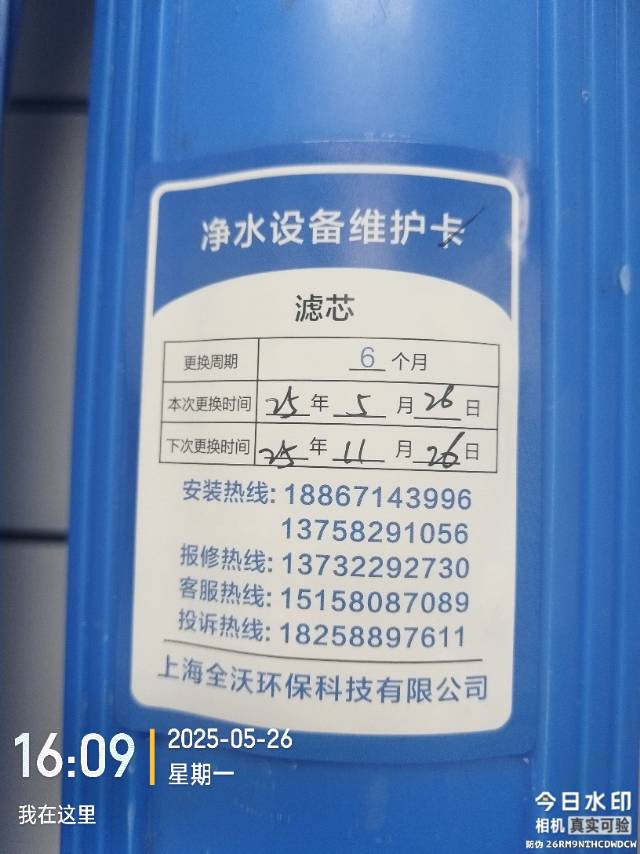 净水设备维护卡
滤芯
更换周期 6 个月
本次更换时间 25 年 5 月 26 日
下次更换时间 25 年 11 月 26 日
安装热线: 18867143996
13758291056
报修热线: 13732292730
客服热线: 15158087089
投诉热线: 18258897611
上海全沃环保科技有限公司
16:09 2025-05-26
星期一
我在这里
今日水印
相机 真实可验
防伪 26RM9NTHCDWDCW